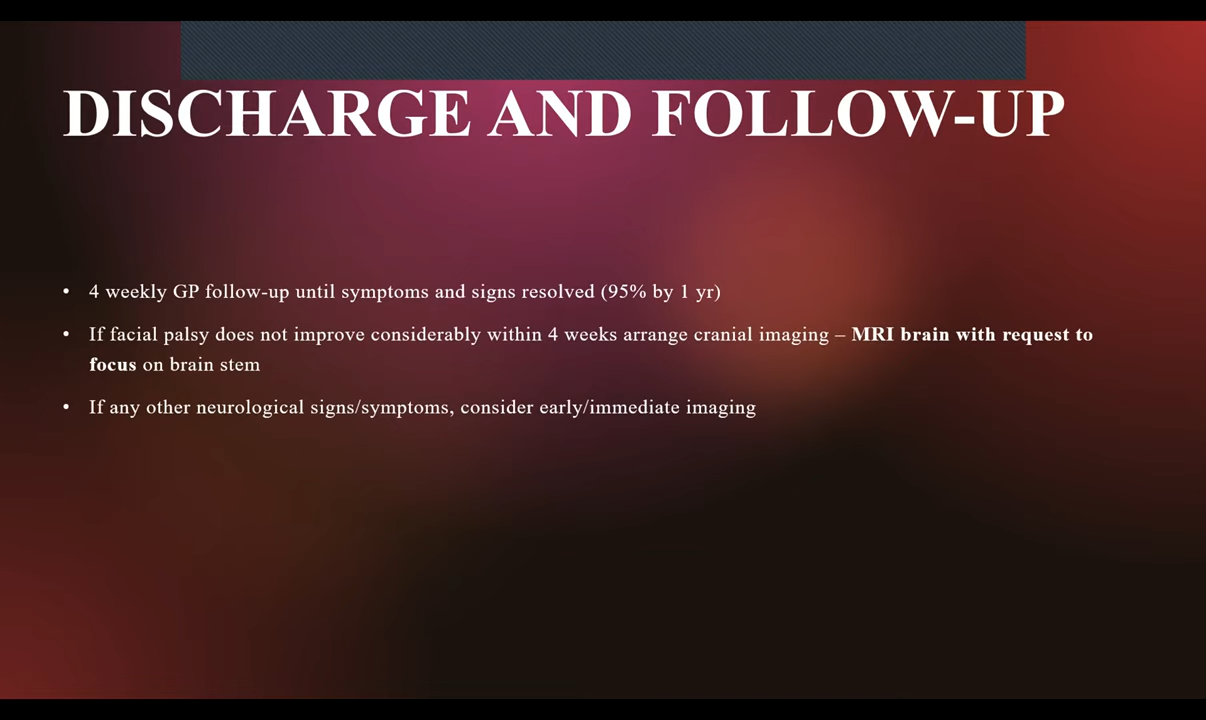 DISCHARGE AND FOLLOW-UP
• 4 weekly GP follow-up until symptoms and signs resolved (95% by 1 yr)
• If facial palsy does not improve considerably within 4 weeks arrange cranial imaging – MRI brain with request to
focus on brain stem
• If any other neurological signs/symptoms, consider early/immediate imaging